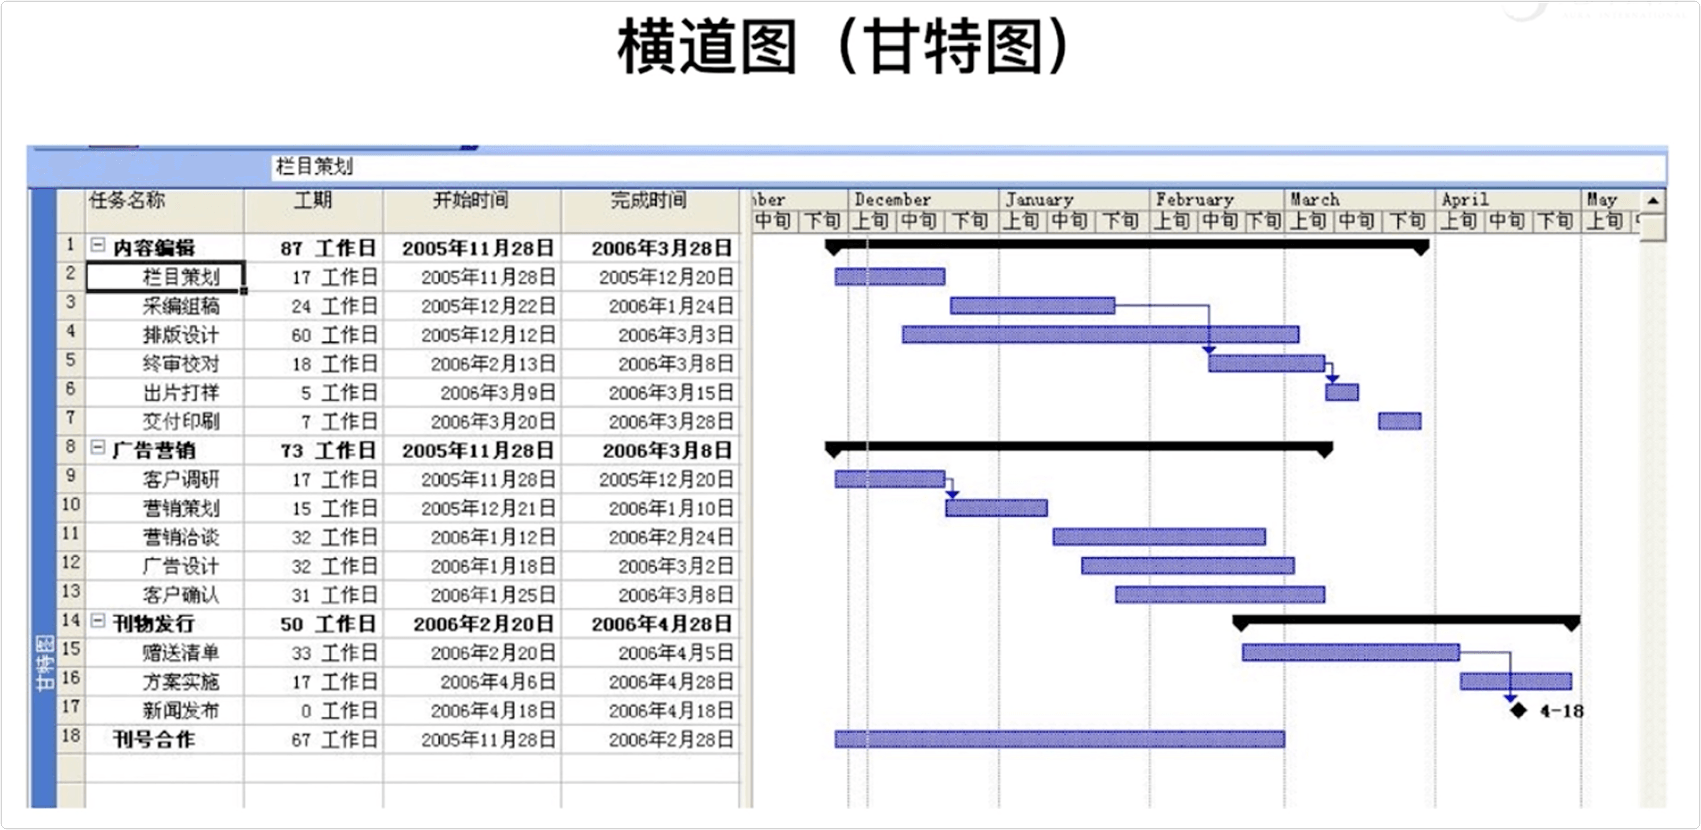 横道图（甘特图）
栏目策划
任务名称 工期 开始时间 完成时间 ber December January February March April May
中旬 下旬 上旬 中旬 下旬 上旬 中旬 下旬 上旬 中旬 下旬 上旬 中旬 下旬 上旬 中旬 下旬 上旬
1 内容编辑 87 工作日 2005年11月28日 2006年3月28日
2 栏目策划 17 工作日 2005年11月28日 2005年12月20日
3 采编组稿 24 工作日 2005年12月22日 2006年1月24日
4 排版设计 60 工作日 2005年12月12日 2006年3月3日
5 终审校对 18 工作日 2006年2月13日 2006年3月8日
6 出片打样 5 工作日 2006年3月9日 2006年3月15日
7 交付印刷 7 工作日 2006年3月20日 2006年3月28日
8 广告营销 73 工作日 2005年11月28日 2006年3月8日
9 客户调研 17 工作日 2005年11月28日 2005年12月20日
10 营销策划 15 工作日 2005年12月21日 2006年1月10日
11 营销洽谈 32 工作日 2006年1月12日 2006年2月24日
12 广告设计 32 工作日 2006年1月18日 2006年3月2日
13 客户确认 31 工作日 2006年1月25日 2006年3月8日
14 刊物发行 50 工作日 2006年2月20日 2006年4月28日
15 赠送清单 33 工作日 2006年2月20日 2006年4月5日
16 方案实施 17 工作日 2006年4月6日 2006年4月28日
17 新闻发布 0 工作日 2006年4月18日 2006年4月18日 4-18
18 刊号合作 67 工作日 2005年11月28日 2006年2月28日
甘特图